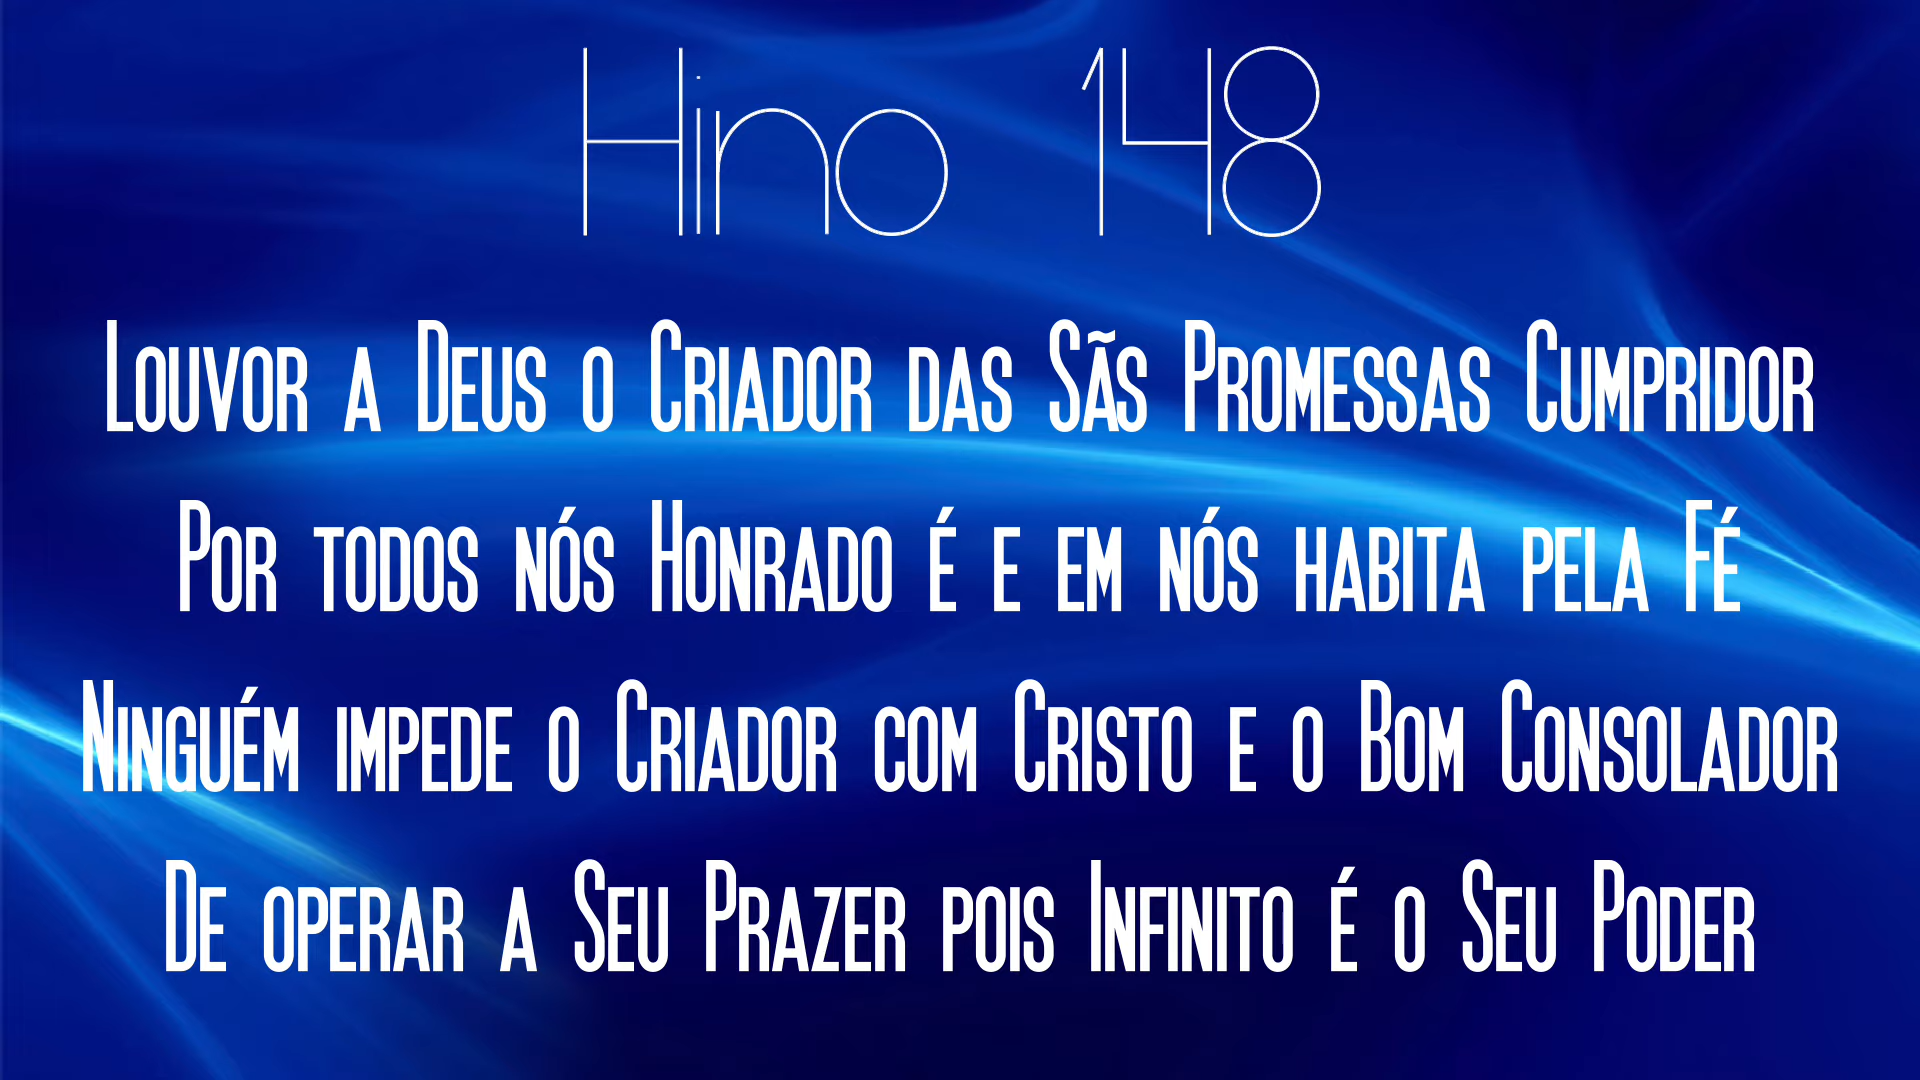 Hino 148
Louvor a Deus o Criador das Sãs Promessas Cumpridor
Por todos nós Honrado é e em nós habita pela Fé
Ninguém impede o Criador com Cristo e o Bom Consolador
De operar a Seu Prazer pois Infinito é o Seu Poder